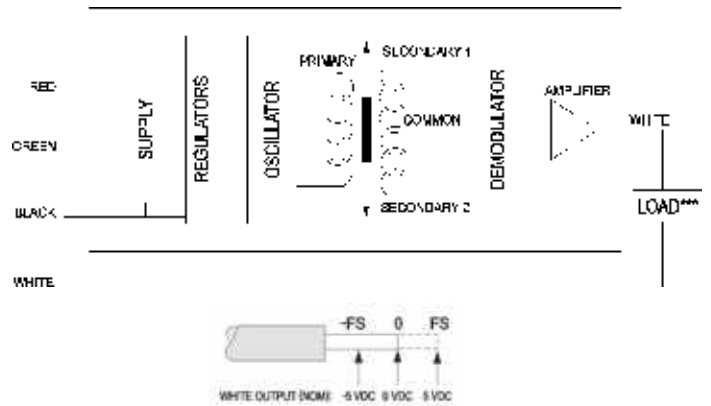 RED
GREEN
BLACK
WHITE
SUPPLY
REGULATORS
OSCILLATOR
PRIMARY
SECONDARY 1
COMMON
SECONDARY 2
DEMODULATOR
AMPLIFIER
WHITE
LOAD***
-FS 0 FS
WHITE OUTPUT (NOM) -5 VDC 0 VDC 5 VDC